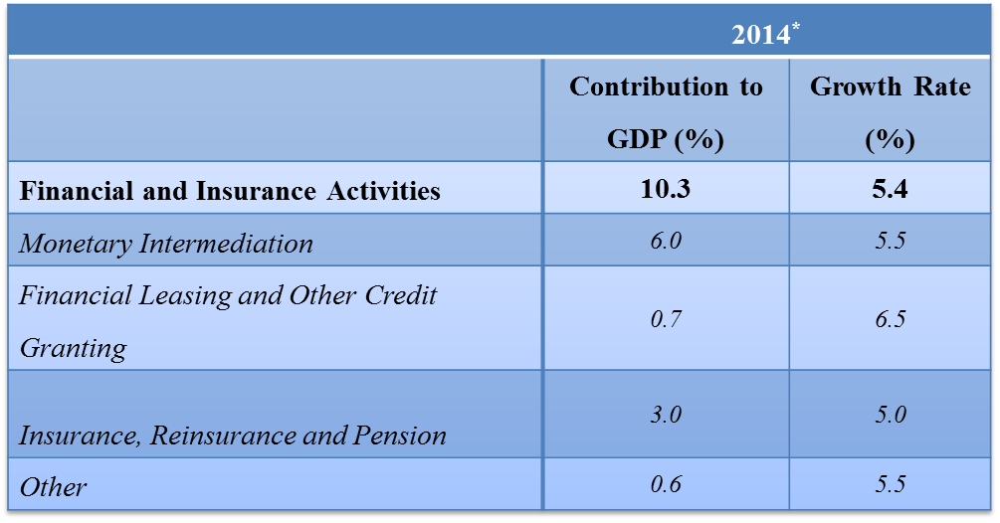 2014*
Contribution to GDP (%)
Growth Rate (%)
Financial and Insurance Activities 10.3 5.4
Monetary Intermediation 6.0 5.5
Financial Leasing and Other Credit
Granting 0.7 6.5
Insurance, Reinsurance and Pension 3.0 5.0
Other 0.6 5.5